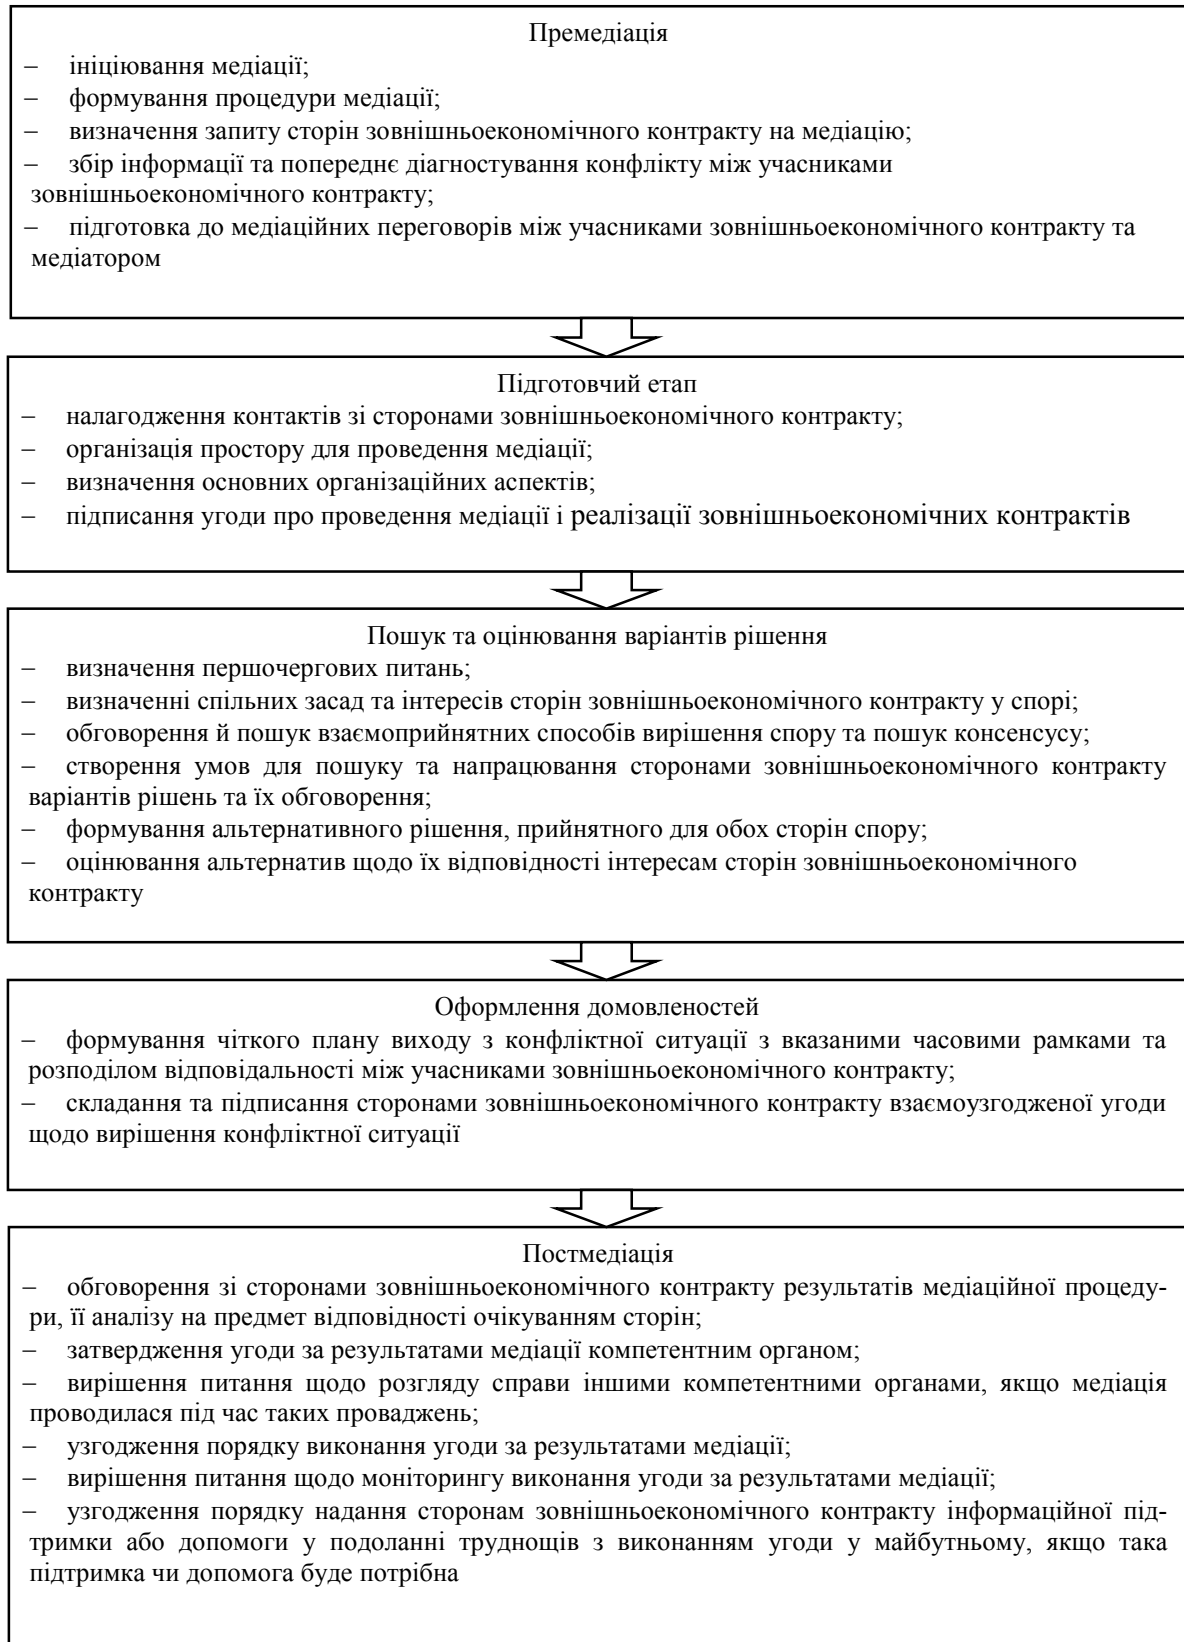 Премедіація
– ініціювання медіації;
– формування процедури медіації;
– визначення запиту сторін зовнішньоекономічного контракту на медіацію;
– збір інформації та попереднє діагностування конфлікту між учасниками
зовнішньоекономічного контракту;
– підготовка до медіаційних переговорів між учасниками зовнішньоекономічного контракту та
медіатором
Підготовчий етап
– налагодження контактів зі сторонами зовнішньоекономічного контракту;
– організація простору для проведення медіації;
– визначення основних організаційних аспектів;
– підписання угоди про проведення медіації і реалізації зовнішньоекономічних контрактів
Пошук та оцінювання варіантів рішення
– визначення першочергових питань;
– визначенні спільних засад та інтересів сторін зовнішньоекономічного контракту у спорі;
– обговорення й пошук взаємоприйнятних способів вирішення спору та пошук консенсусу;
– створення умов для пошуку та напрацювання сторонами зовнішньоекономічного контракту
варіантів рішень та їх обговорення;
– формування альтернативного рішення, прийнятного для обох сторін спору;
– оцінювання альтернатив щодо їх відповідності інтересам сторін зовнішньоекономічного
контракту
Оформлення домовленостей
– формування чіткого плану виходу з конфліктної ситуації з вказаними часовими рамками та
розподілом відповідальності між учасниками зовнішньоекономічного контракту;
– складання та підписання сторонами зовнішньоекономічного контракту взаємоузгодженої угоди
щодо вирішення конфліктної ситуації
Постмедіація
– обговорення зі сторонами зовнішньоекономічного контракту результатів медіаційної процеду-
ри, її аналізу на предмет відповідності очікуванням сторін;
– затвердження угоди за результатами медіації компетентним органом;
– вирішення питання щодо розгляду справи іншими компетентними органами, якщо медіація
проводилася під час таких проваджень;
– узгодження порядку виконання угоди за результатами медіації;
– вирішення питання щодо моніторингу виконання угоди за результатами медіації;
– узгодження порядку надання сторонам зовнішньоекономічного контракту інформаційної під-
тримки або допомоги у подоланні труднощів з виконанням угоди у майбутньому, якщо така
підтримка чи допомога буде потрібна